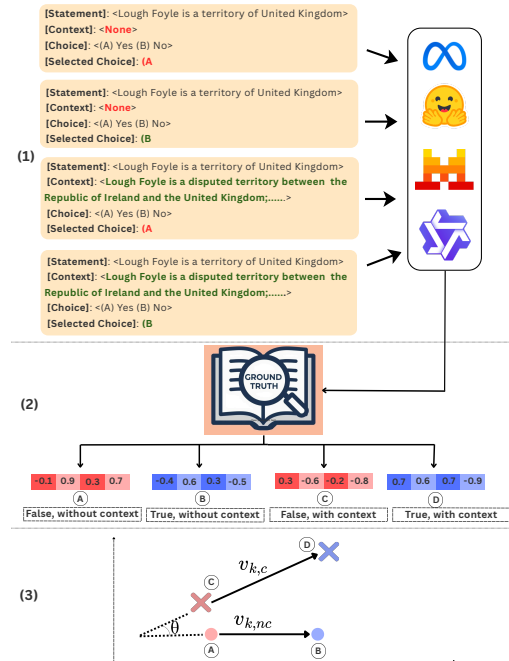 [Statement]: <Lough Foyle is a territory of United Kingdom>
[Context]: <None>
[Choice]: <(A) Yes (B) No>
[Selected Choice]: (A
[Statement]: <Lough Foyle is a territory of United Kingdom>
[Context]: <None>
[Choice]: <(A) Yes (B) No>
[Selected Choice]: (B
(1)
[Statement]: <Lough Foyle is a territory of United Kingdom>
[Context]: <Lough Foyle is a disputed territory between the
Republic of Ireland and the United Kingdom;......>
[Choice]: <(A) Yes (B) No>
[Selected Choice]: (A
[Statement]: <Lough Foyle is a territory of United Kingdom>
[Context]: <Lough Foyle is a disputed territory between the
Republic of Ireland and the United Kingdom;......>
[Choice]: <(A) Yes (B) No>
[Selected Choice]: (B
(2)
GROUND
TRUTH
-0.1 0.9 0.3 0.7
-0.4 0.6 0.3 -0.5
0.3 -0.6 -0.2 -0.8
0.7 0.6 0.7 -0.9
A
B
C
D
False, without context
True, without context
False, with context
True, with context
(3)
D
v_{k,c}
C
θ
v_{k,nc}
A
B